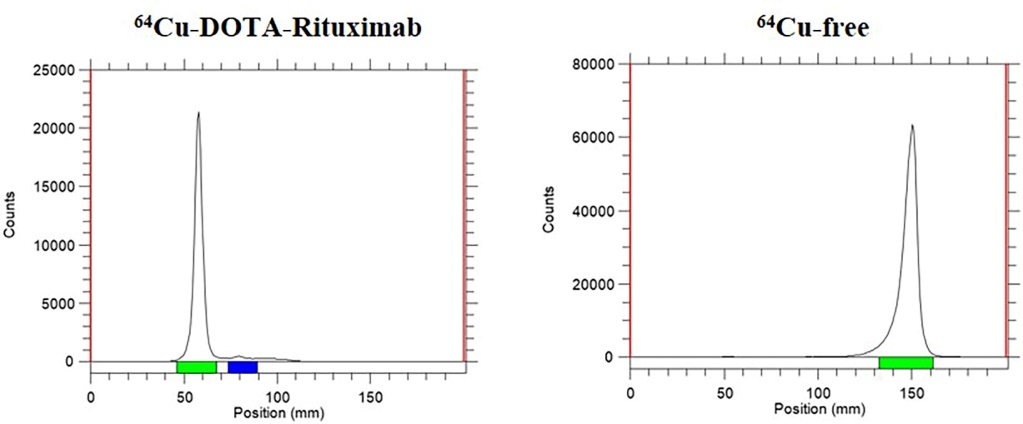 ⁶⁴Cu-DOTA-Rituximab
25000
20000
15000
10000
5000
0
Counts
0 50 100 150
Position (mm)
⁶⁴Cu-free
80000
60000
40000
20000
0
Counts
0 50 100 150
Position (mm)